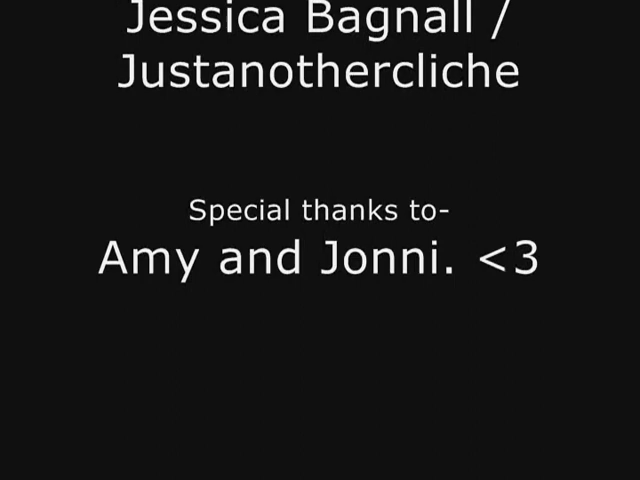 Jessica Bagnall /
Justanothercliche
Special thanks to-
Amy and Jonni. <3